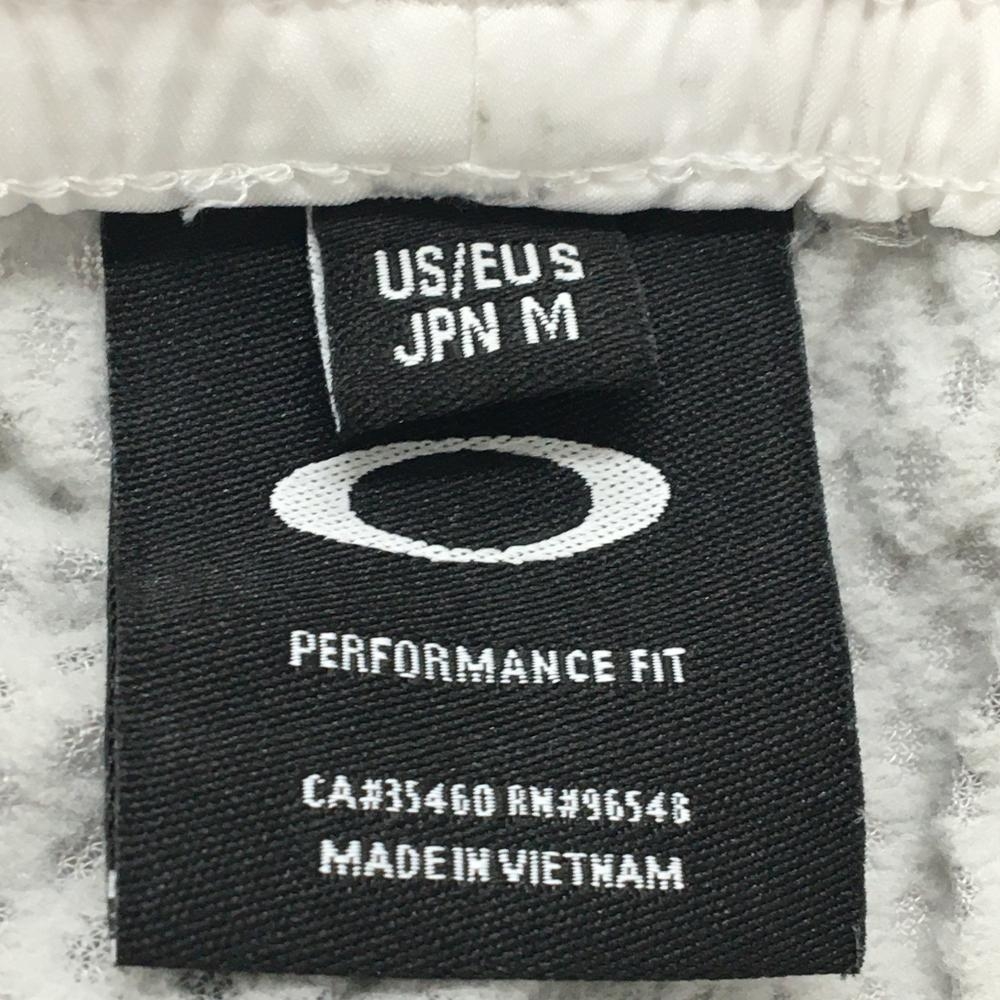 US/EU S
JPN M
PERFORMANCE FIT
CA#35460 RN#96548
MADE IN VIETNAM